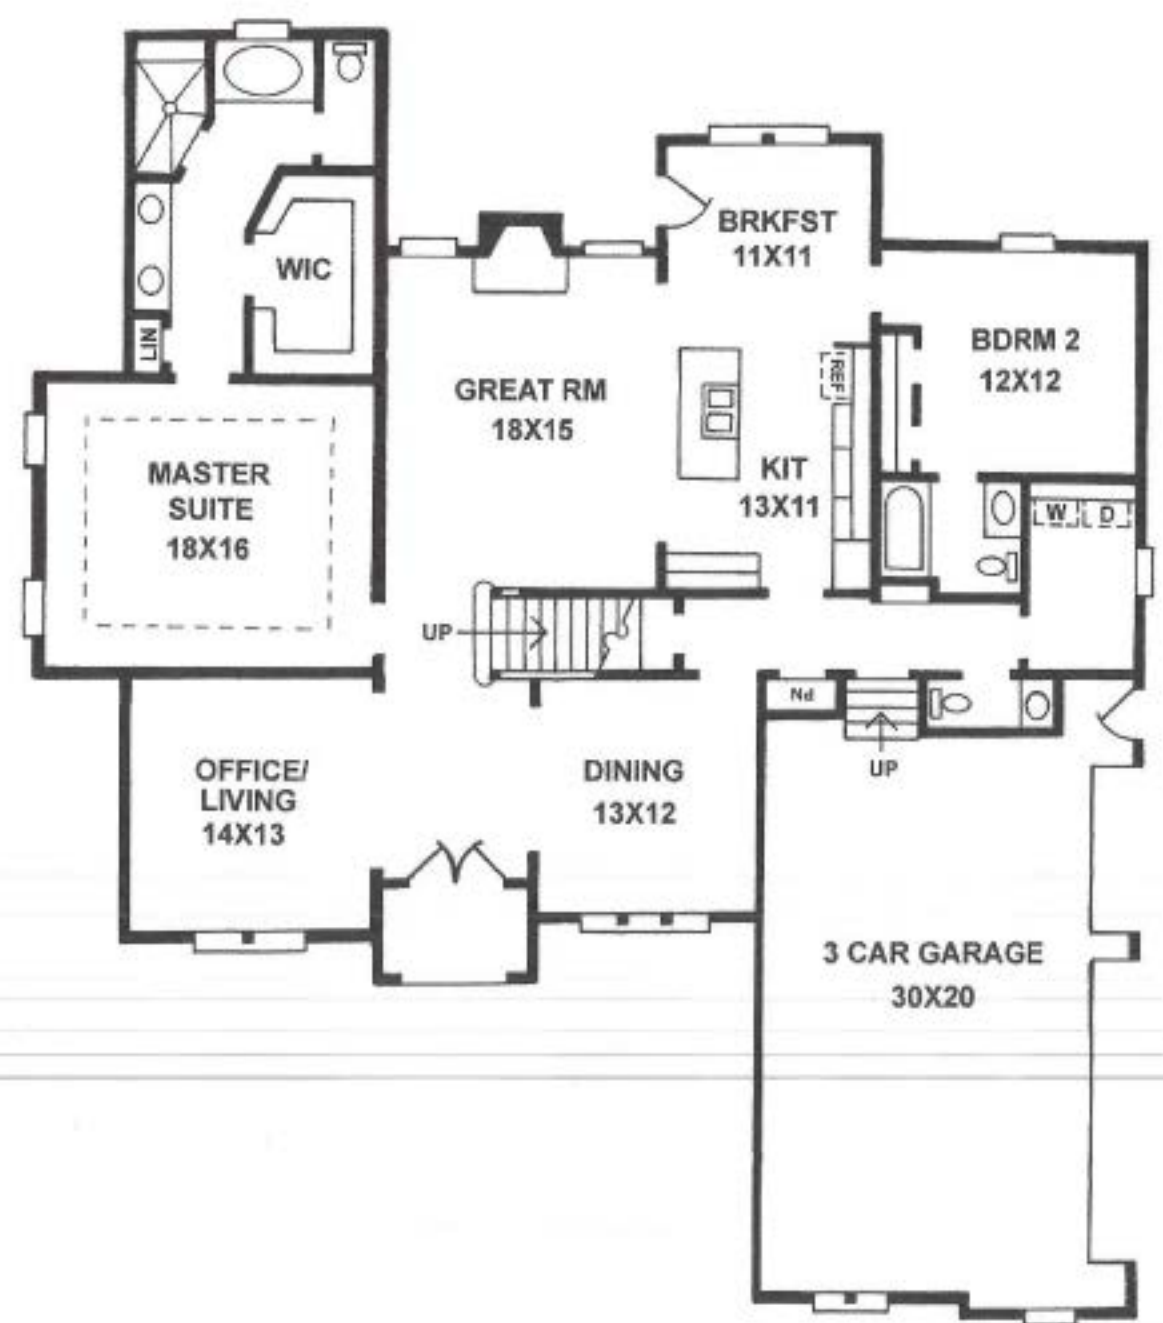 BRKFST
11X11
WIC
LIN
BDRM 2
12X12
REF
GREAT RM
18X15
MASTER
SUITE
18X16
KIT
13X11
W D
UP
PN
UP
OFFICE/
LIVING
14X13
DINING
13X12
3 CAR GARAGE
30X20